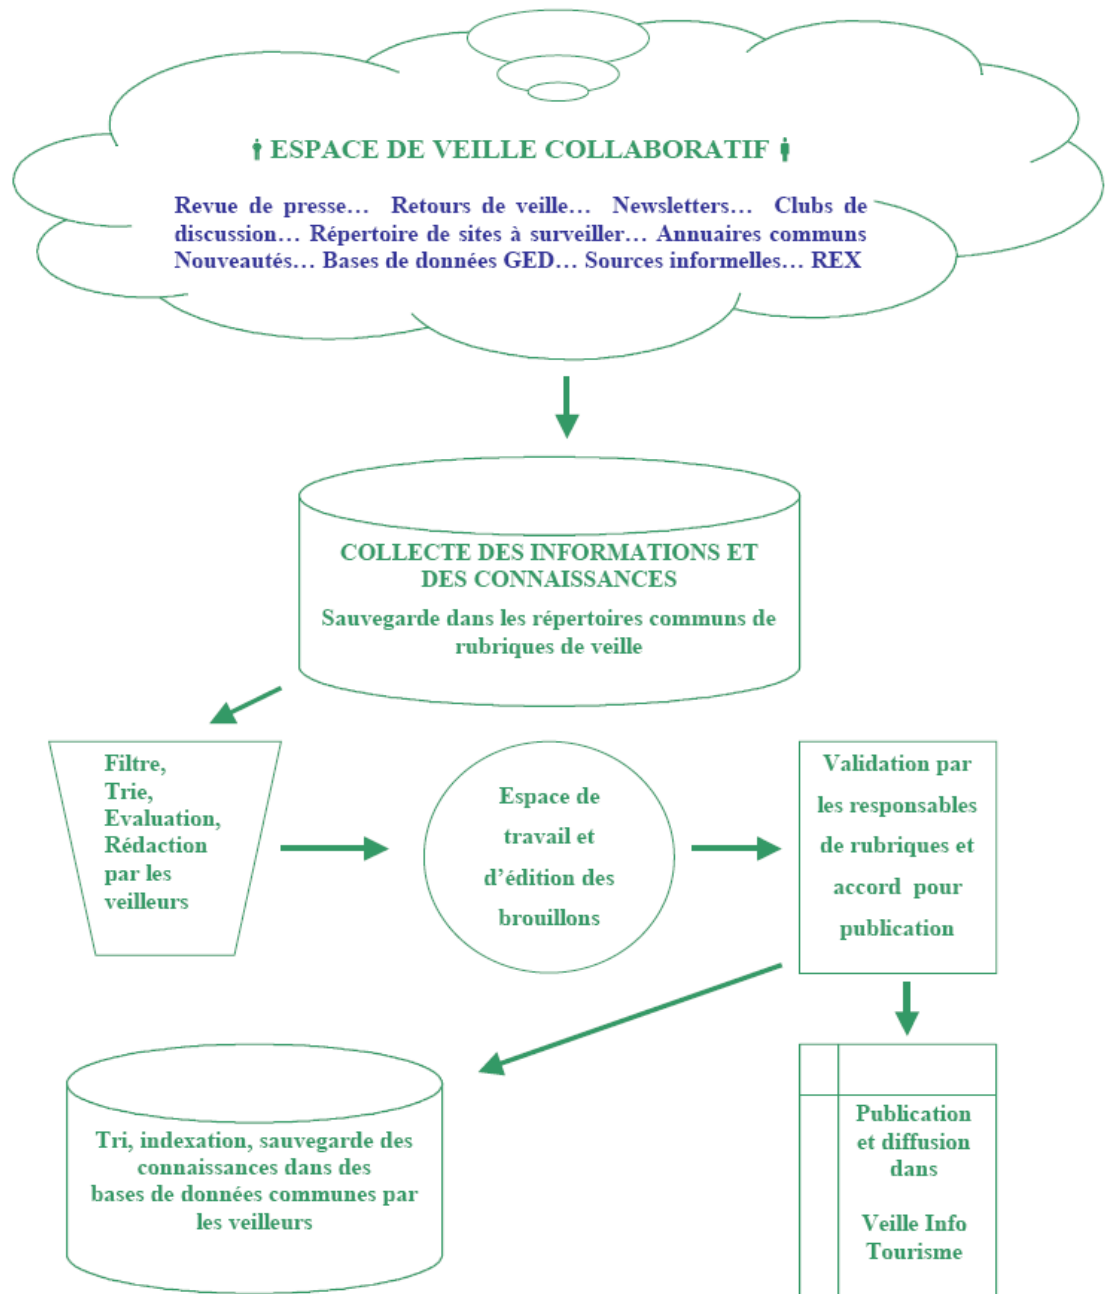 ESPACE DE VEILLE COLLABORATIF
Revue de presse… Retours de veille… Newsletters… Clubs de
discussion… Répertoire de sites à surveiller… Annuaires communs
Nouveautés… Bases de données GED… Sources informelles… REX
COLLECTE DES INFORMATIONS ET
DES CONNAISSANCES
Sauvegarde dans les répertoires communs de
rubriques de veille
Filtre,
Trie,
Evaluation,
Rédaction
par les
veilleurs
Espace de
travail et
d’édition des
brouillons
Validation par
les responsables
de rubriques et
accord pour
publication
Tri, indexation, sauvegarde des
connaissances dans des
bases de données communes par
les veilleurs
Publication
et diffusion
dans
Veille Info
Tourisme